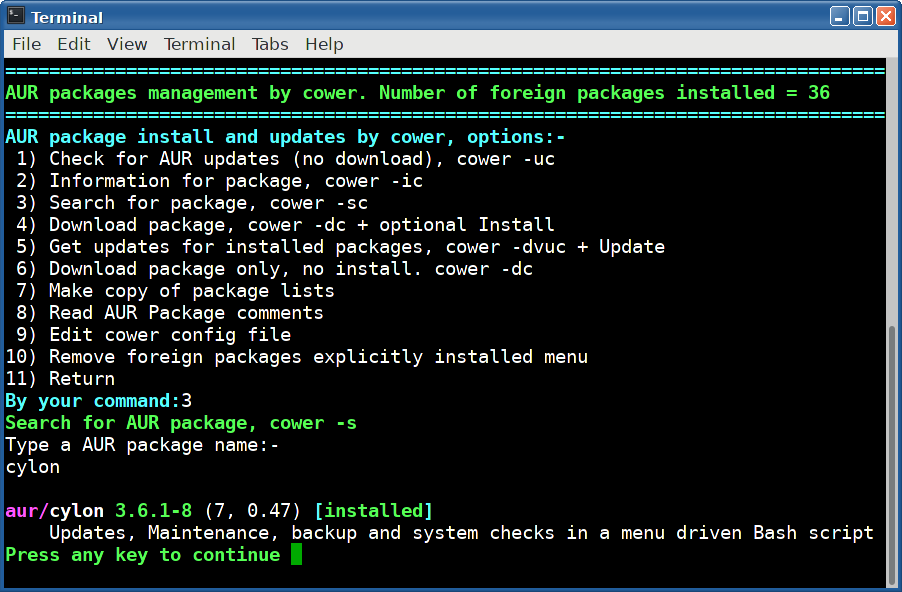 Terminal
File Edit View Terminal Tabs Help
================================================================================
AUR packages management by cower. Number of foreign packages installed = 36
================================================================================
AUR package install and updates by cower, options:-
1) Check for AUR updates (no download), cower -uc
2) Information for package, cower -ic
3) Search for package, cower -sc
4) Download package, cower -dc + optional Install
5) Get updates for installed packages, cower -dvuc + Update
6) Download package only, no install. cower -dc
7) Make copy of package lists
8) Read AUR Package comments
9) Edit cower config file
10) Remove foreign packages explicitly installed menu
11) Return
By your command:3
Search for AUR package, cower -s
Type a AUR package name:-
cylon
aur/cylon 3.6.1-8 (7, 0.47) [installed]
Updates, Maintenance, backup and system checks in a menu driven Bash script
Press any key to continue